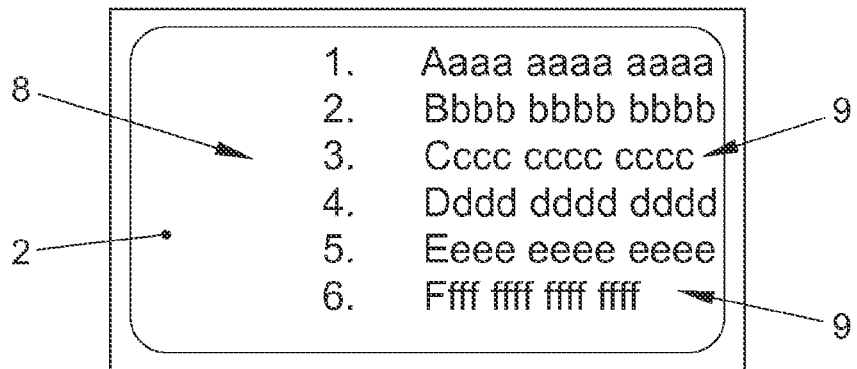 1. Aaaa aaaa aaaa
8
2. Bbbb bbbb bbbb
9
3. Cccc cccc cccc
4. Dddd dddd dddd
2
5. Eeee eeee eeee
6. Ffff ffff ffff ffff
9